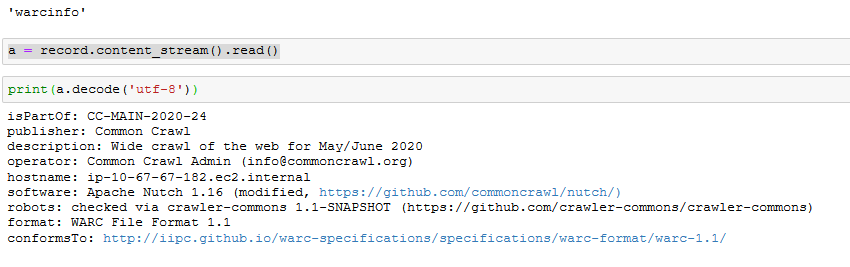 'warcinfo'
a = record.content_stream().read()
print(a.decode('utf-8'))
isPartOf: CC-MAIN-2020-24
publisher: Common Crawl
description: Wide crawl of the web for May/June 2020
operator: Common Crawl Admin (info@commoncrawl.org)
hostname: ip-10-67-67-182.ec2.internal
software: Apache Nutch 1.16 (modified, https://github.com/commoncrawl/nutch/)
robots: checked via crawler-commons 1.1-SNAPSHOT (https://github.com/crawler-commons/crawler-commons)
format: WARC File Format 1.1
conformsTo: http://iipc.github.io/warc-specifications/specifications/warc-format/warc-1.1/